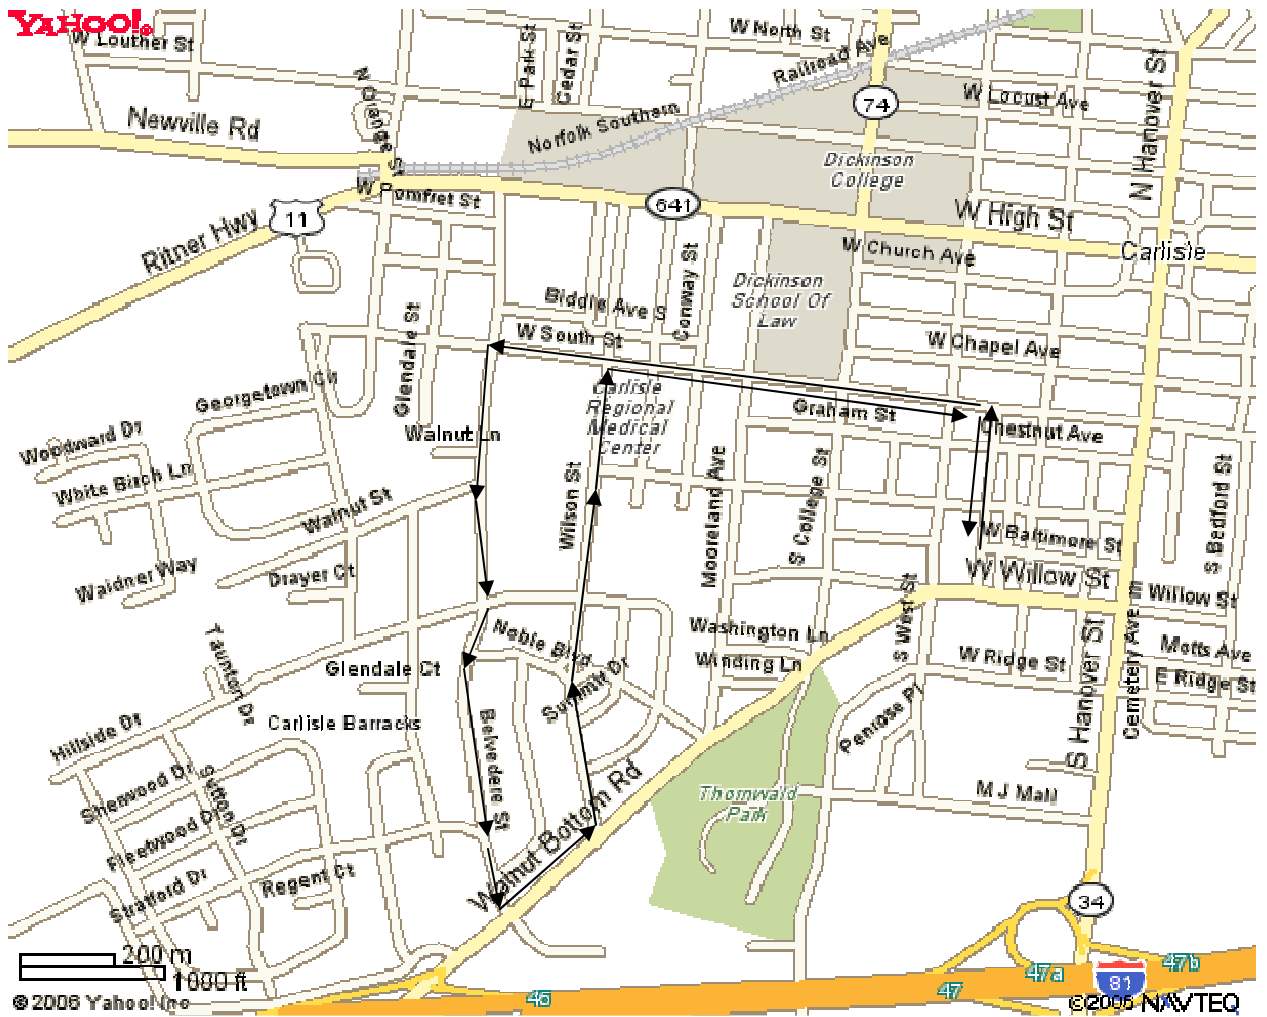 YAHOO!®
W Louther St
E Park St
Cedar St
W North St
Railroad Ave
N Orange St
Newville Rd
Norfolk Southern
74
W Locust Ave
N Hanover St
Dickinson
College
W Pomfret St
641
W High St
11
Ritner Hwy
W Church Ave
Carlisle
Conway St
Dickinson
School Of
Law
Biddle Ave S
W South St
Glendale St
W Chapel Ave
Georgetown Cir
Carlisle
Regional
Medical
Center
Graham St
Chestnut Ave
Woodward Dr
Walnut Ln
White Birch Ln
Walnut St
Wilson St
Mooreland Ave
S College St
S Bedford St
W Baltimore St
Waidner Way
Drayer Ct
W Willow St
Willow St
S West St
Taunton Dr
Noble Blvd
Washington Ln
Winding Ln
Glendale Ct
Summit Dr
W Ridge St
Motts Ave
E Ridge St
S Hanover St
Cemetery Ave
Hillside Dr
Carlisle Barracks
Belvedere St
Penrose Pl
Sherwood Dr
Sutton Dr
Walnut Bottom Rd
Thornwald
Park
M J Mall
Fleetwood Dr
Stratford Dr
Regent Ct
34
200 m
1000 ft
46
47
47a
47b
81
©2006 Yahoo! Inc
©2006 NAVTEQ